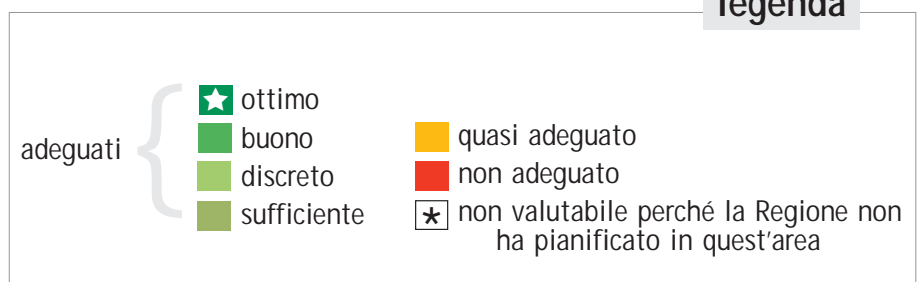 legenda
adeguati
ottimo
buono
discreto
sufficiente
quasi adeguato
non adeguato
* non valutabile perché la Regione non
ha pianificato in quest'area